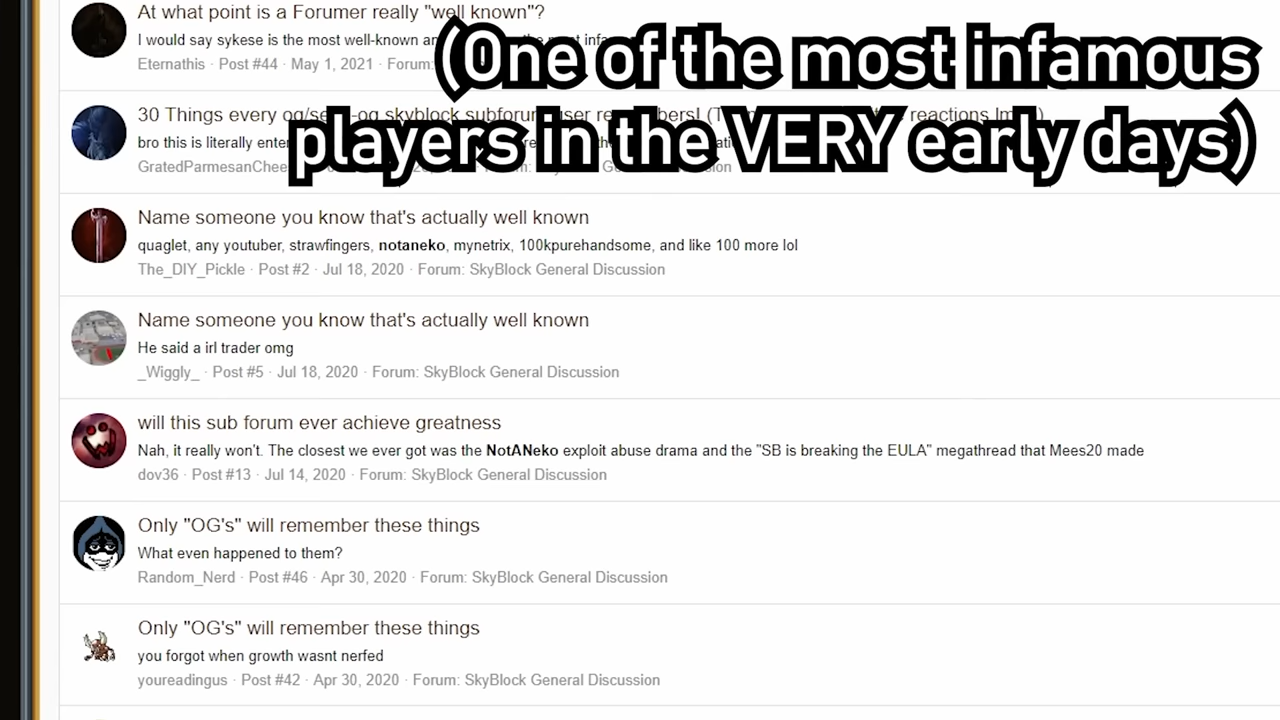 At what point is a Forumer really "well known"?
I would say sykese is the most well-known
Eternathis · Post #44 · May 1, 2021 · Forum:
(One of the most infamous
players in the VERY early days)
30 Things every og/se og skyblock subforu ser re bers! (T reactions
bro this is literally
GratedParmesanChee
Name someone you know that's actually well known
quaglet, any youtuber, strawfingers, notaneko, mynetrix, 100kpurehandsome, and like 100 more lol
The_DIY_Pickle · Post #2 · Jul 18, 2020 · Forum: SkyBlock General Discussion
Name someone you know that's actually well known
He said a irl trader omg
_Wiggly_ · Post #5 · Jul 18, 2020 · Forum: SkyBlock General Discussion
will this sub forum ever achieve greatness
Nah, it really won't. The closest we ever got was the NotANeko exploit abuse drama and the "SB is breaking the EULA" megathread that Mees20 made
dov36 · Post #13 · Jul 14, 2020 · Forum: SkyBlock General Discussion
Only "OG's" will remember these things
What even happened to them?
Random_Nerd · Post #46 · Apr 30, 2020 · Forum: SkyBlock General Discussion
Only "OG's" will remember these things
you forgot when growth wasnt nerfed
youreadingus · Post #42 · Apr 30, 2020 · Forum: SkyBlock General Discussion